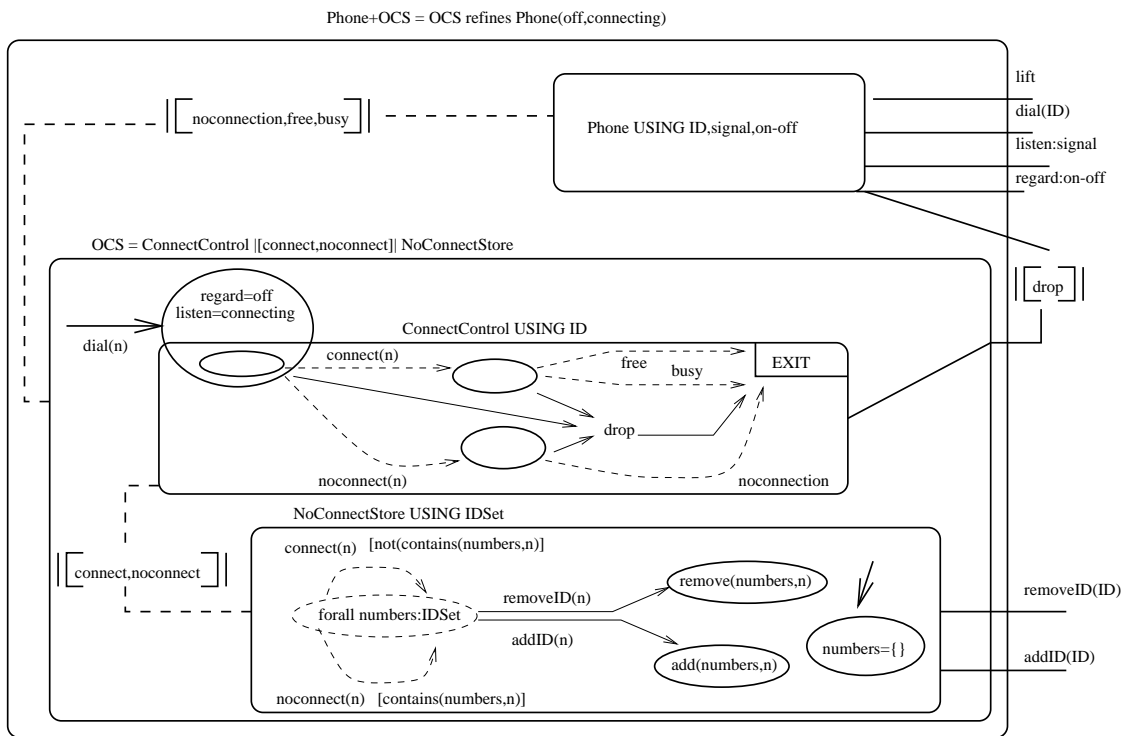 Phone+OCS = OCS refines Phone(off,connecting)
lift
dial(ID)
listen:signal
regard:on-off
|[noconnection,free,busy]|
Phone USING ID,signal,on-off
OCS = ConnectControl |[connect,noconnect]| NoConnectStore
|[drop]|
regard=off
listen=connecting
dial(n)
ConnectControl USING ID
connect(n)
free
busy
EXIT
drop
noconnect(n)
noconnection
NoConnectStore USING IDSet
|[connect,noconnect]|
connect(n) [not(contains(numbers,n)]
forall numbers:IDSet
removeID(n)
addID(n)
remove(numbers,n)
add(numbers,n)
numbers={}
noconnect(n) [contains(numbers,n)]
removeID(ID)
addID(ID)